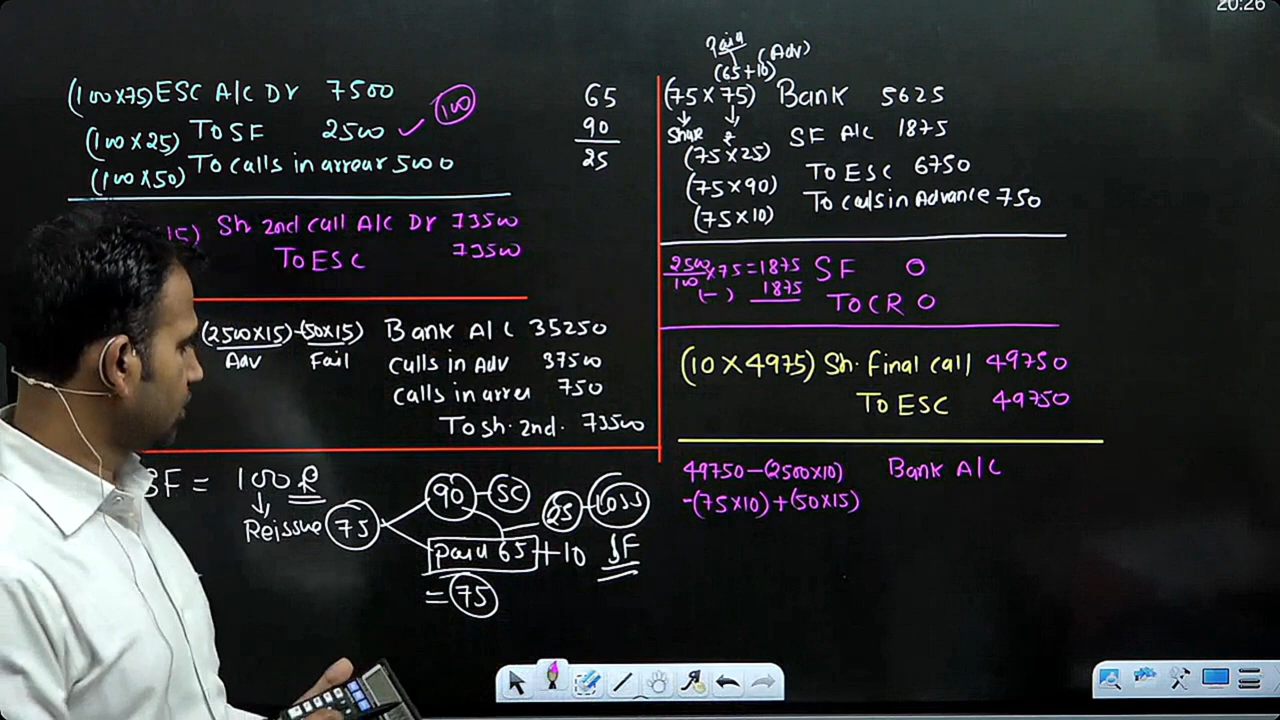 20:26
(100x75) ESC A/C Dr 7500
(100x25) To SF 2500 ✓ (100)
(100x50) To calls in arrear 5000
65
90
25
15) Sh 2nd call A/C Dr 73500
To ESC 73500
(2500x15)-(50x15) Bank A/C 35250
Adv Fail calls in Adv 37500
calls in arrer 750
To sh. 2nd. 73500
SF = 100 R
Reissue 75
90 - SC
25 - Loss
paid 65 + 10 SF
= 75
paid (Adv)
(65+10)
(75x75) Bank 5625
Share ₹ SF A/C 1875
(75x25)
(75x90) To ESC 6750
(75x10) To calls in Advance 750
2500/100 x75 = 1875 SF 0
(-) 1875 To CR 0
(10x4975) Sh. final call 49750
To ESC 49750
49750-(2500x10) Bank A/C
-(75x10)+(50x15)